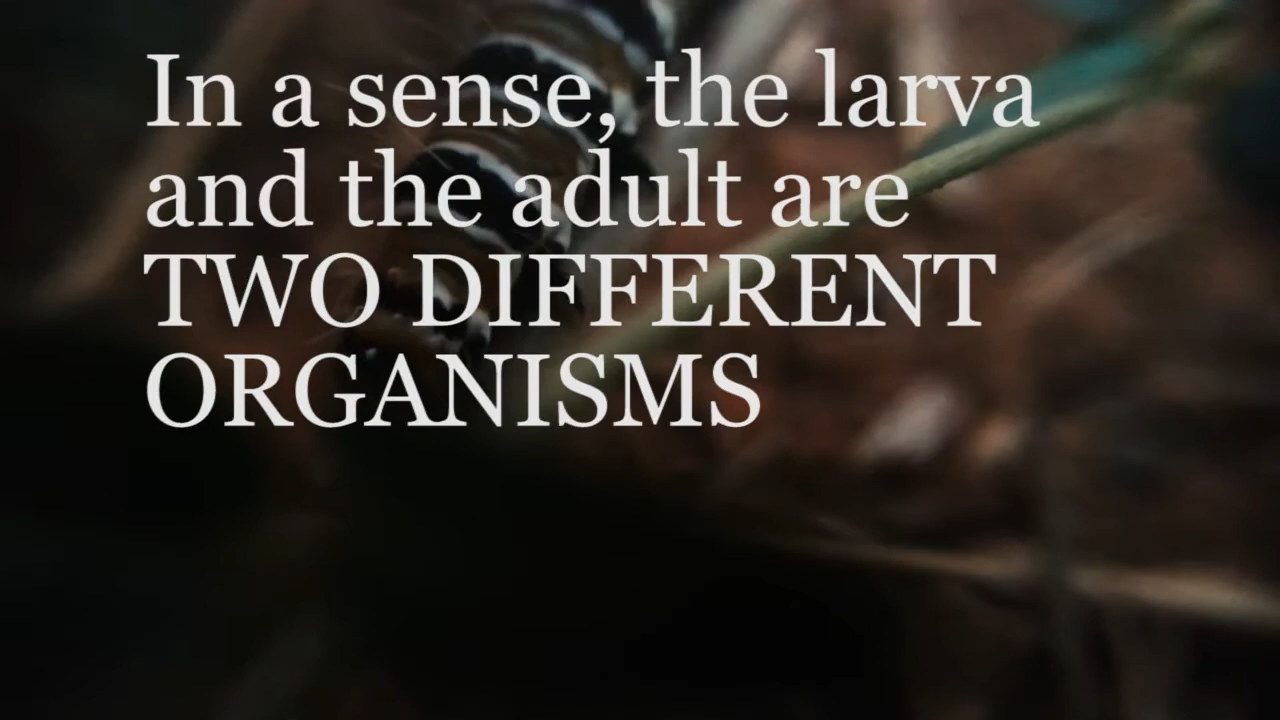 In a sense, the larva
and the adult are
TWO DIFFERENT
ORGANISMS